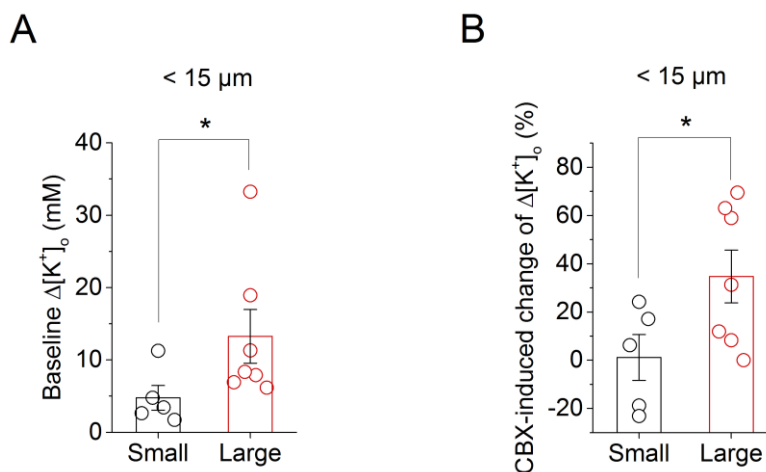 A
< 15 µm
*
Baseline Δ[K⁺]ₒ (mM)
40
30
20
10
0
Small Large
B
< 15 µm
*
CBX-induced change of Δ[K⁺]ₒ (%)
80
60
40
20
0
-20
Small Large